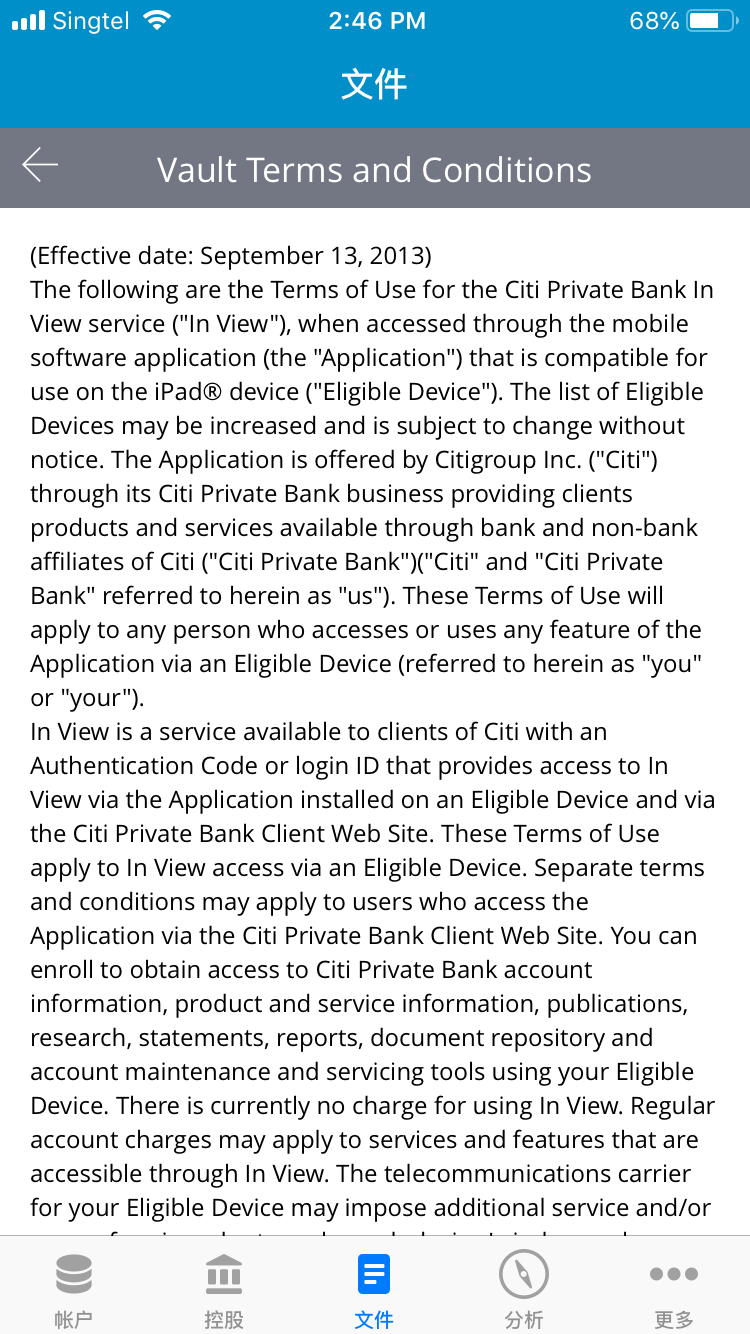 Singtel 2:46 PM 68%
文件
Vault Terms and Conditions
(Effective date: September 13, 2013)
The following are the Terms of Use for the Citi Private Bank In
View service ("In View"), when accessed through the mobile
software application (the "Application") that is compatible for
use on the iPad® device ("Eligible Device"). The list of Eligible
Devices may be increased and is subject to change without
notice. The Application is offered by Citigroup Inc. ("Citi")
through its Citi Private Bank business providing clients
products and services available through bank and non-bank
affiliates of Citi ("Citi Private Bank")("Citi" and "Citi Private
Bank" referred to herein as "us"). These Terms of Use will
apply to any person who accesses or uses any feature of the
Application via an Eligible Device (referred to herein as "you"
or "your").
In View is a service available to clients of Citi with an
Authentication Code or login ID that provides access to In
View via the Application installed on an Eligible Device and via
the Citi Private Bank Client Web Site. These Terms of Use
apply to In View access via an Eligible Device. Separate terms
and conditions may apply to users who access the
Application via the Citi Private Bank Client Web Site. You can
enroll to obtain access to Citi Private Bank account
information, product and service information, publications,
research, statements, reports, document repository and
account maintenance and servicing tools using your Eligible
Device. There is currently no charge for using In View. Regular
account charges may apply to services and features that are
accessible through In View. The telecommunications carrier
for your Eligible Device may impose additional service and/or
帐户 控股 文件 分析 更多